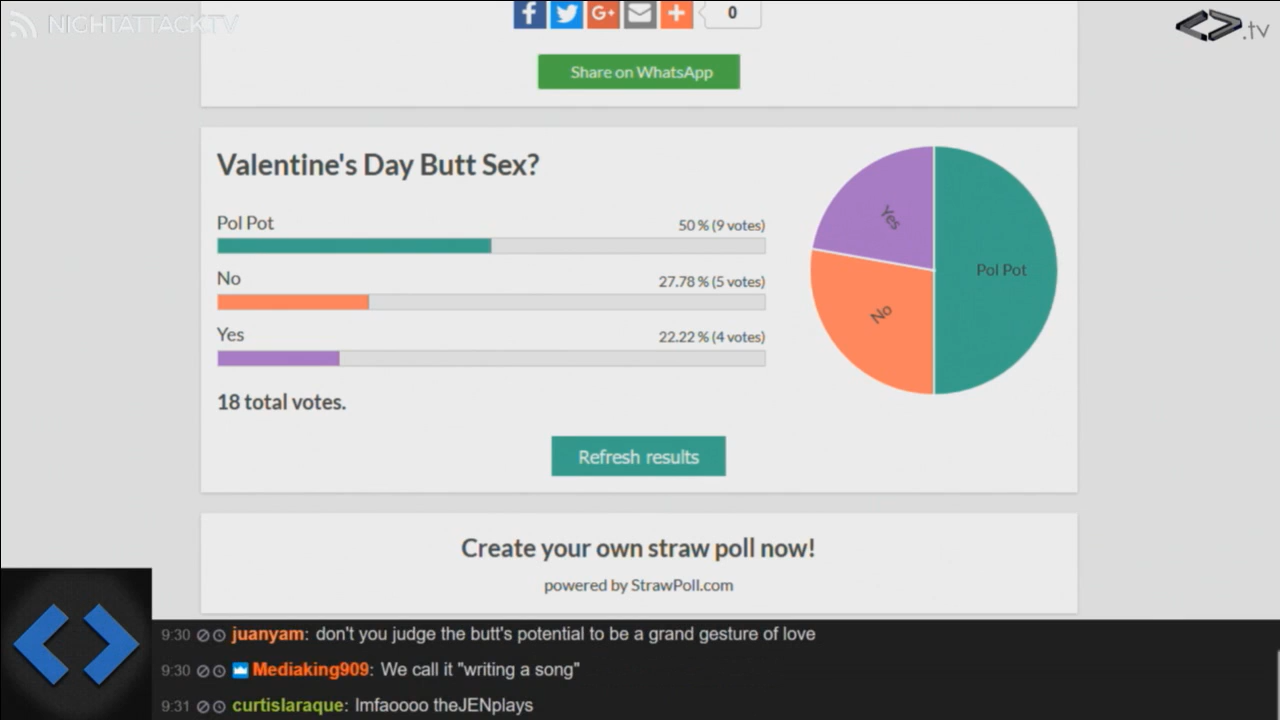 NIGHTATTACKTV
.tv
f
G+
0
Share on WhatsApp
Valentine's Day Butt Sex?
Pol Pot 50 % (9 votes)
No 27.78 % (5 votes)
Yes 22.22 % (4 votes)
18 total votes.
Yes
Pol Pot
No
Refresh results
Create your own straw poll now!
powered by StrawPoll.com
9:30 juanyam: don't you judge the butt's potential to be a grand gesture of love
9:30 Mediaking909: We call it "writing a song"
9:31 curtislaraque: lmfaoooo theJENplays